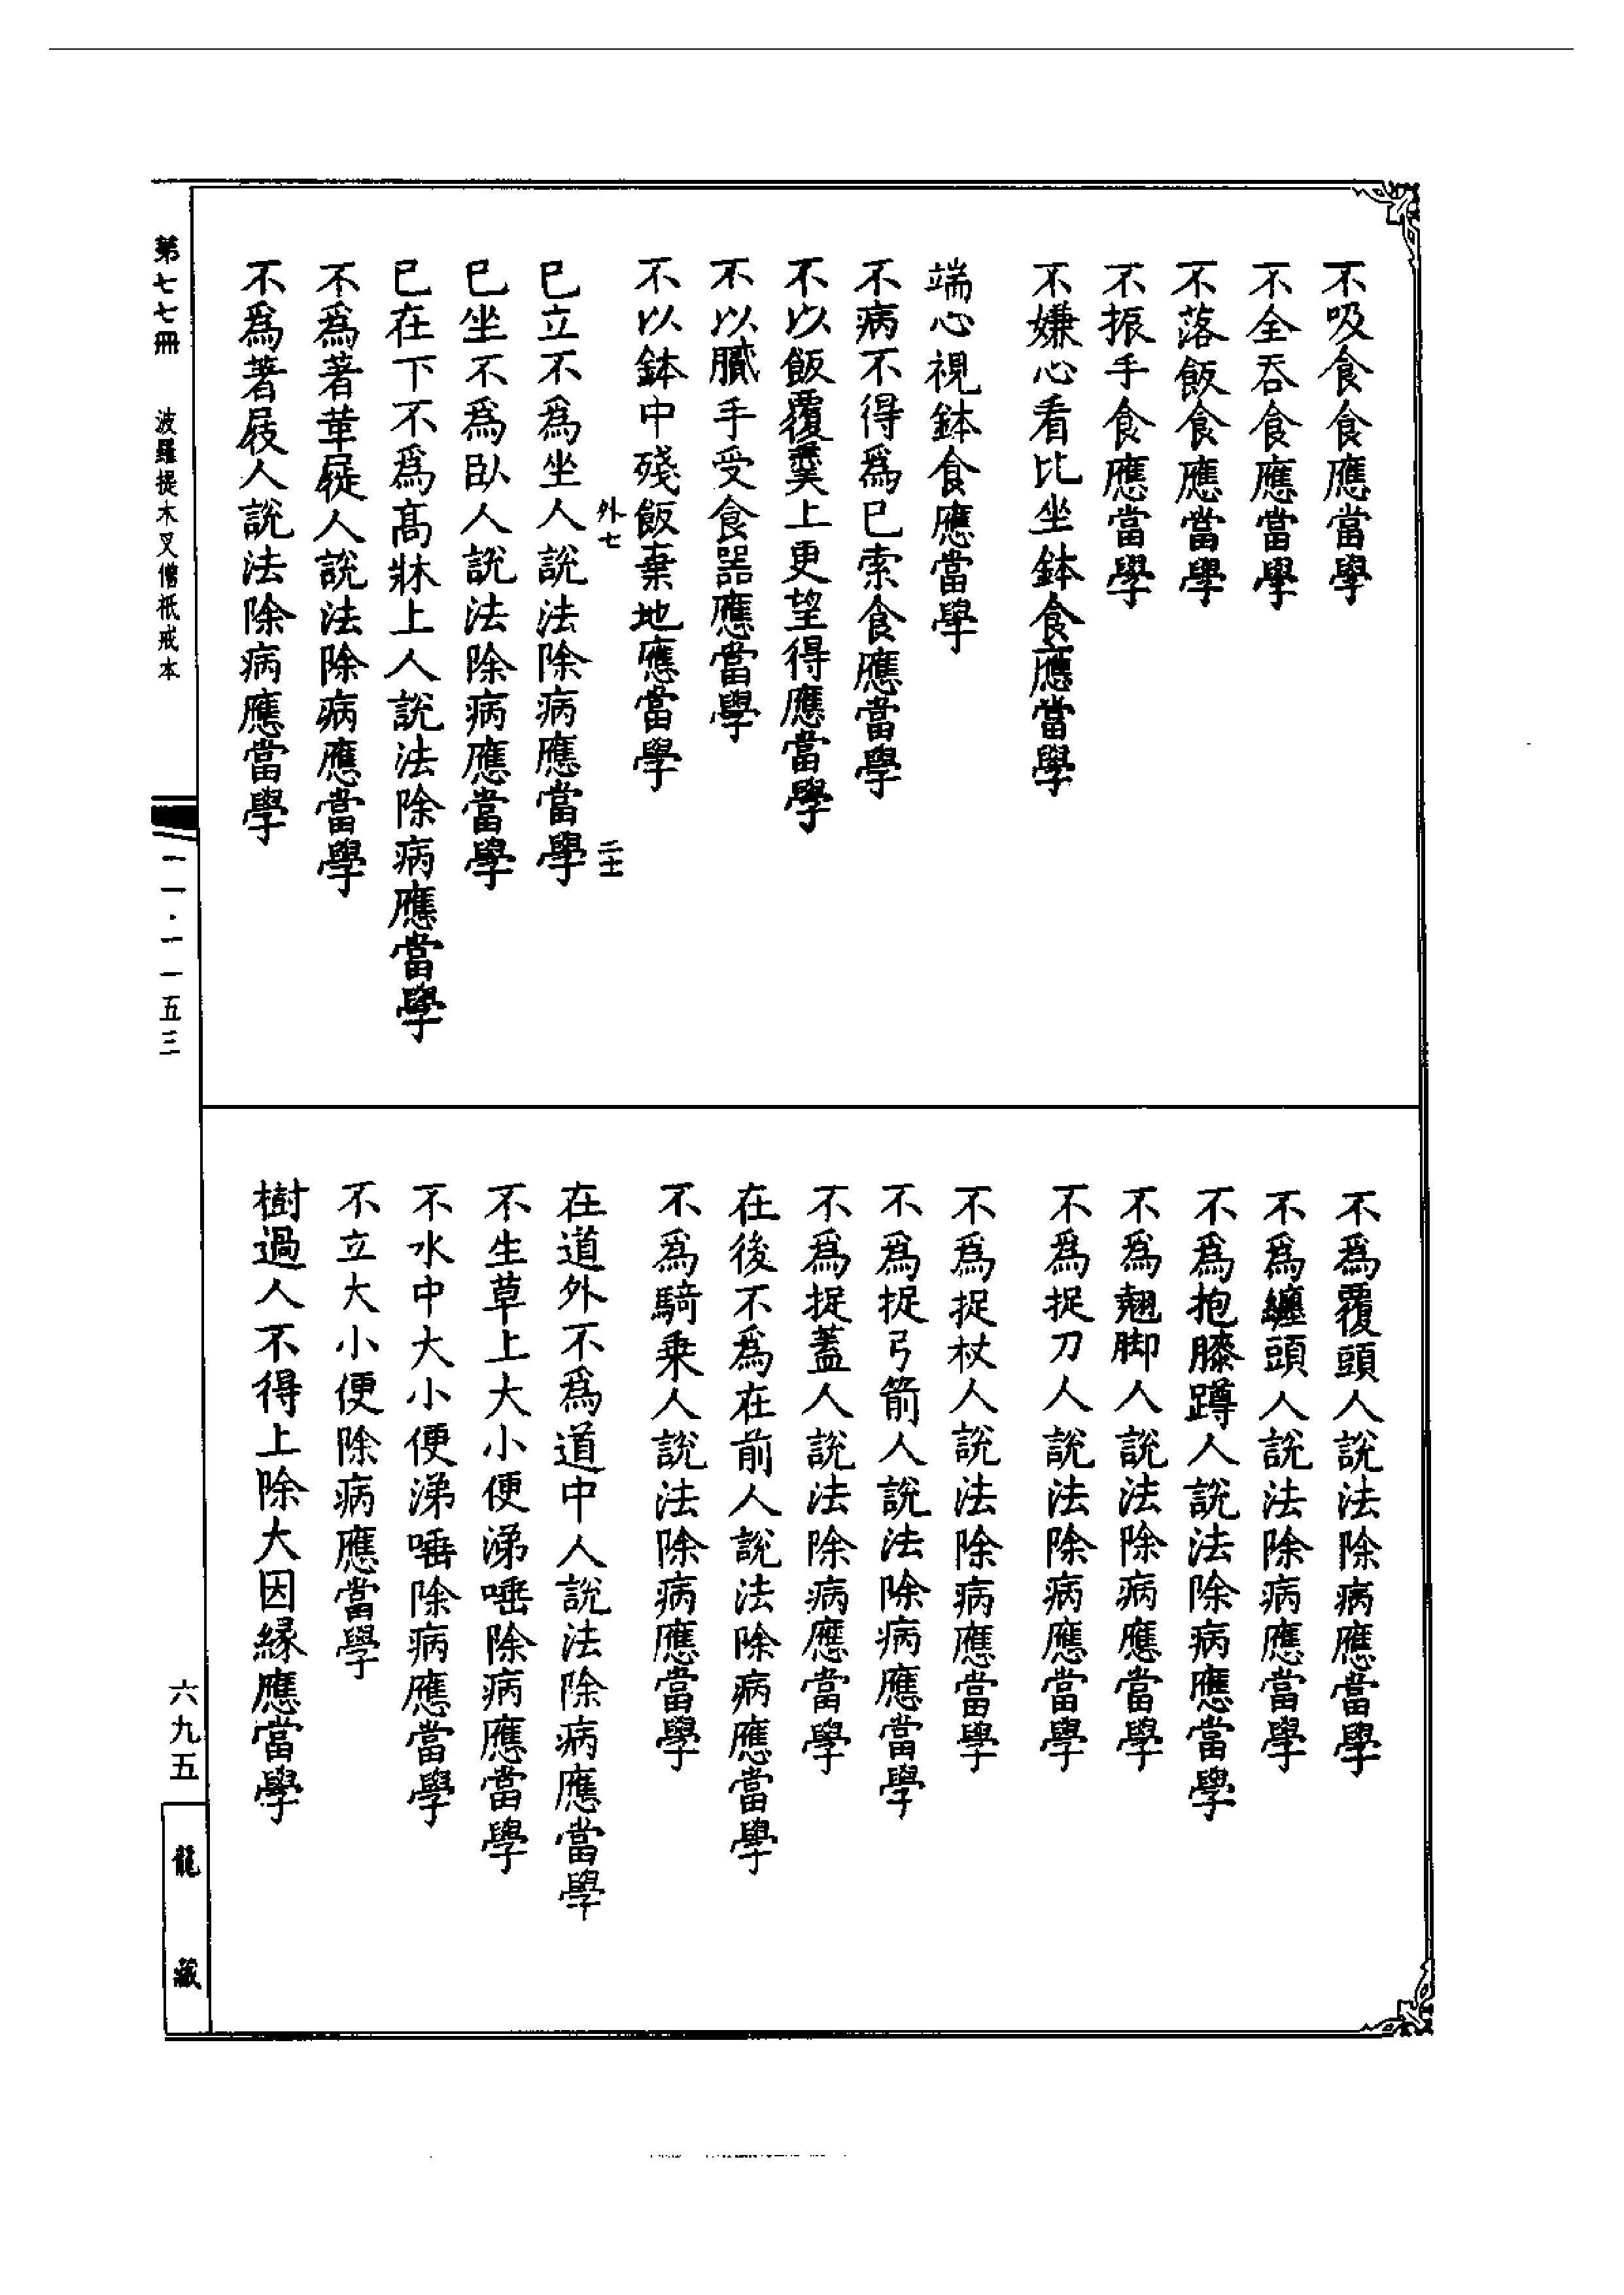 不吸食食應當學
不全吞食應當學
不落飯食應當學
不振手食應當學
不嫌心看比坐鉢食應當學
端心視鉢食應當學
不病不得爲已索食應當學
不以飯覆羹上更望得應當學
不以膩手受食器應當學
不以鉢中殘飯棄地應當學
外七
二十
已立不爲坐人說法除病應當學
已坐不爲臥人說法除病應當學
已在下不爲高牀上人說法除病應當學
不爲著革屣人說法除病應當學
不爲著屐人說法除病應當學
不爲覆頭人說法除病應當學
不爲纏頭人說法除病應當學
不爲抱膝蹲人說法除病應當學
不爲翹脚人說法除病應當學
不爲捉刀人說法除病應當學
不爲捉杖人說法除病應當學
不爲捉弓箭人說法除病應當學
不爲捉蓋人說法除病應當學
在後不爲在前人說法除病應當學
不爲騎乗人說法除病應當學
在道外不爲道中人說法除病應當學
不生草上大小便涕唾除病應當學
不水中大小便涕唾除病應當學
不立大小便除病應當學
樹過人不得上除大因緣應當學
第七七冊 波羅提木叉僧祇戒本
一一·一一五三
六九五
龍藏